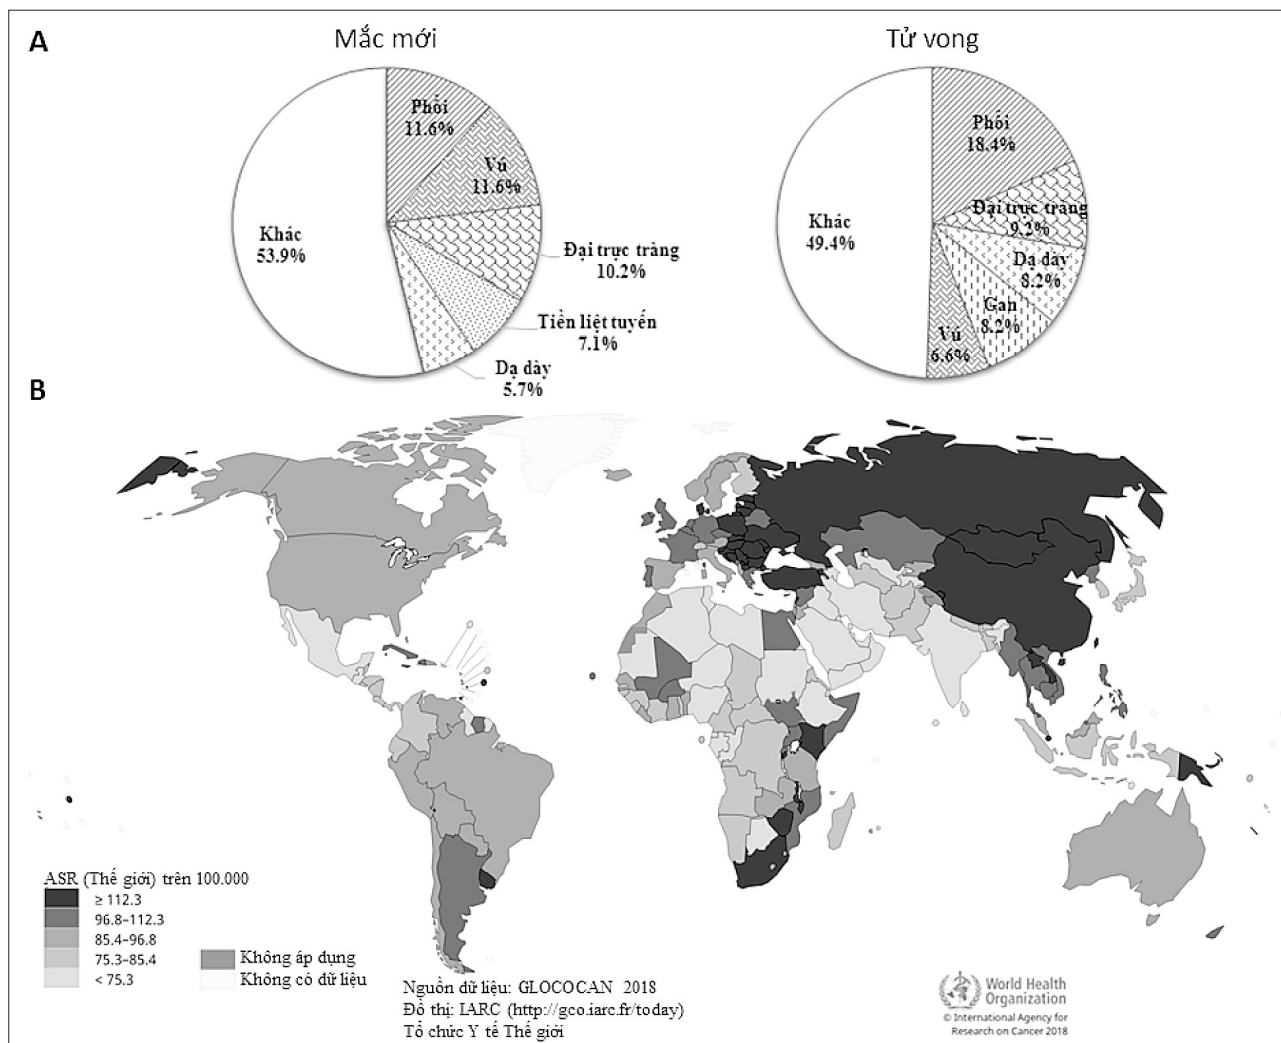 A
Mắc mới
Tử vong
Phổi
11.6%
Vú
11.6%
Đại trực tràng
10.2%
Tiền liệt tuyến
7.1%
Dạ dày
5.7%
Khác
53.9%
Phổi
18.4%
Đại trực tràng
9.2%
Dạ dày
8.2%
Gan
8.2%
Vú
6.6%
Khác
49.4%
B
ASR (Thế giới) trên 100.000
≥ 112.3
96.8–112.3
85.4–96.8
75.3–85.4
< 75.3
Không áp dụng
Không có dữ liệu
Nguồn dữ liệu: GLOCOCAN 2018
Đồ thị: IARC (http://gco.iarc.fr/today)
Tổ chức Y tế Thế giới
World Health
Organization
© International Agency for
Research on Cancer 2018